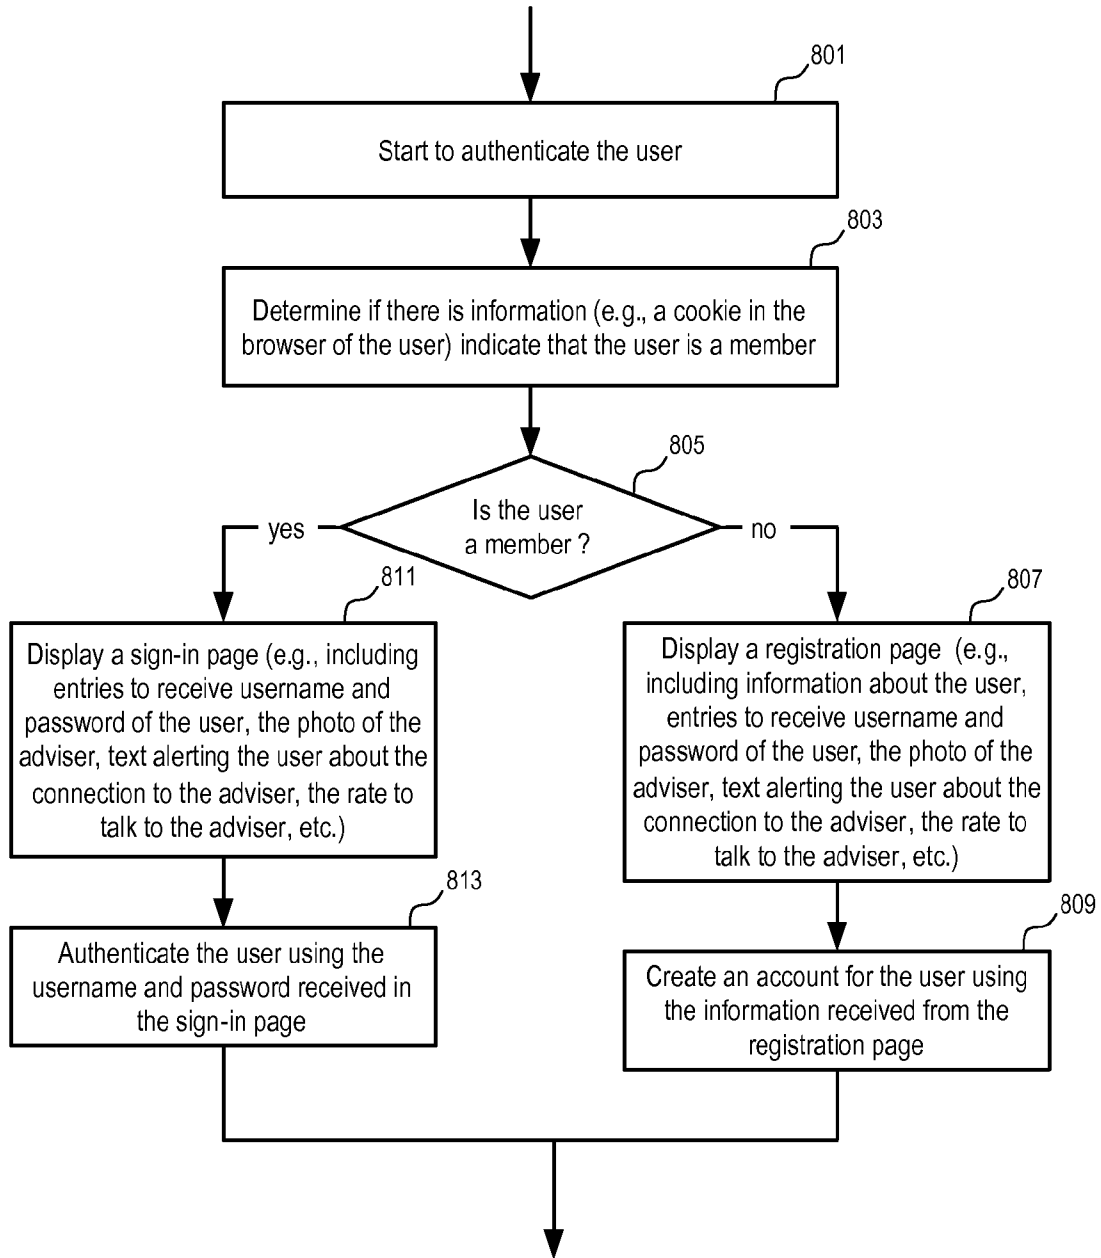 801
Start to authenticate the user
803
Determine if there is information (e.g., a cookie in the
browser of the user) indicate that the user is a member
805
Is the user
a member ?
yes
no
811
Display a sign-in page (e.g., including
entries to receive username and
password of the user, the photo of the
adviser, text alerting the user about the
connection to the adviser, the rate to
talk to the adviser, etc.)
807
Display a registration page (e.g.,
including information about the user,
entries to receive username and
password of the user, the photo of the
adviser, text alerting the user about the
connection to the adviser, the rate to
talk to the adviser, etc.)
813
Authenticate the user using the
username and password received in
the sign-in page
809
Create an account for the user using
the information received from the
registration page